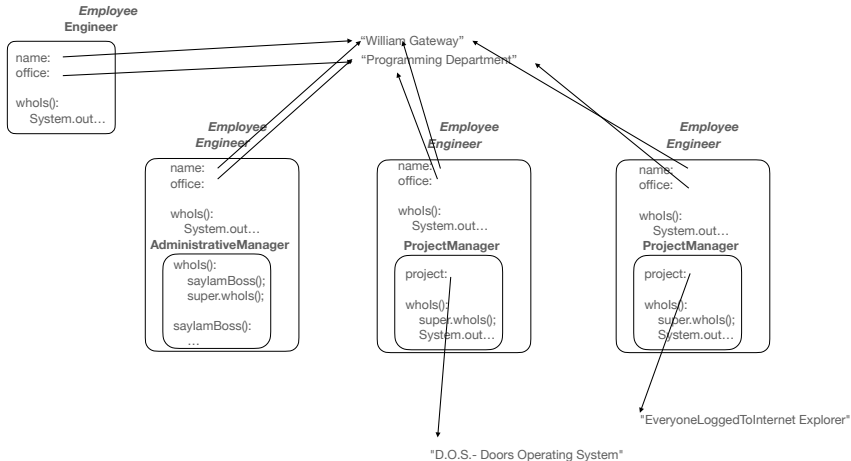 Employee
Engineer
name:
office:
whoIs():
System.out…
“William Gateway”
“Programming Department”
Employee
Engineer
name:
office:
whoIs():
System.out…
AdministrativeManager
whoIs():
sayIamBoss();
super.whoIs();
sayIamBoss():
…
Employee
Engineer
name:
office:
whoIs():
System.out…
ProjectManager
project:
whoIs():
super.whoIs();
System.out…
Employee
Engineer
name:
office:
whoIs():
System.out…
ProjectManager
project:
whoIs():
super.whoIs();
System.out…
"EveryoneLoggedToInternet Explorer"
"D.O.S.- Doors Operating System"